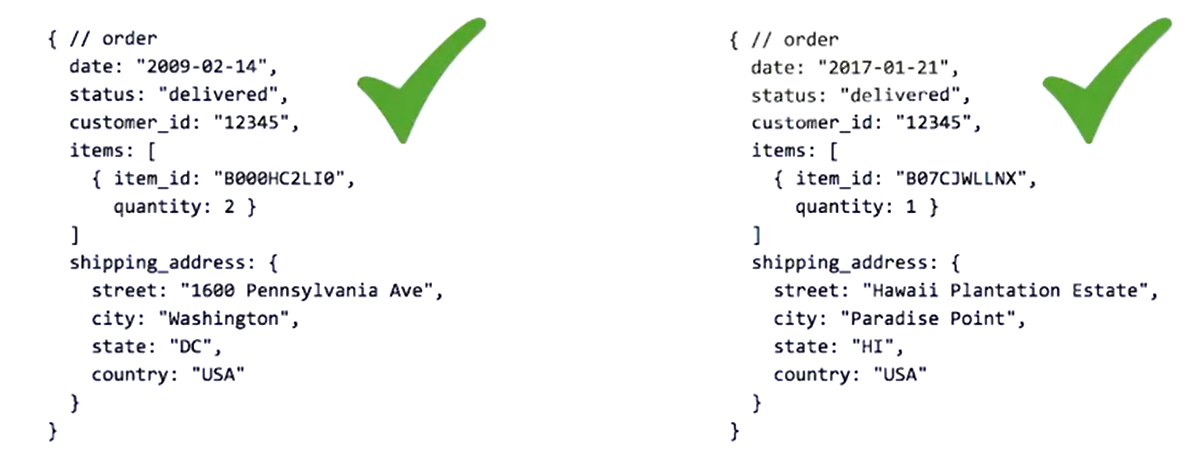 { // order
date: "2009-02-14",
status: "delivered",
customer_id: "12345",
items: [
{ item_id: "B000HC2LI0",
quantity: 2 }
]
shipping_address: {
street: "1600 Pennsylvania Ave",
city: "Washington",
state: "DC",
country: "USA"
}
}
{ // order
date: "2017-01-21",
status: "delivered",
customer_id: "12345",
items: [
{ item_id: "B07CJWLLNX",
quantity: 1 }
]
shipping_address: {
street: "Hawaii Plantation Estate",
city: "Paradise Point",
state: "HI",
country: "USA"
}
}